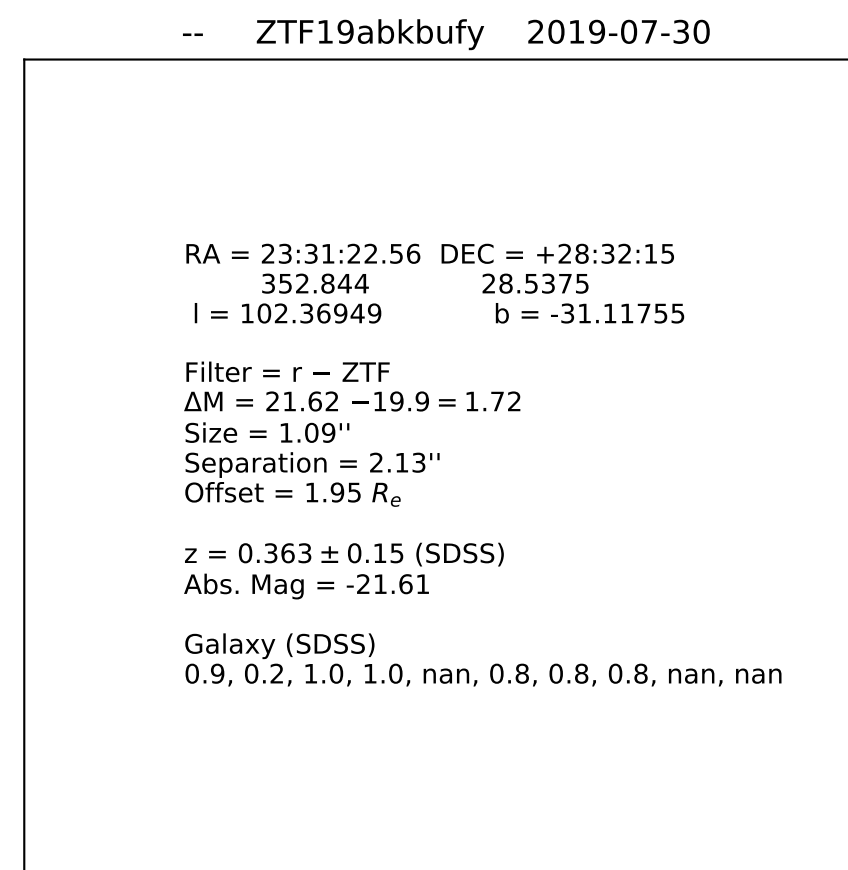 -- ZTF19abkbufy 2019-07-30
RA = 23:31:22.56 DEC = +28:32:15
352.844 28.5375
l = 102.36949 b = -31.11755
Filter = r − ZTF
ΔM = 21.62 −19.9 = 1.72
Size = 1.09''
Separation = 2.13''
Offset = 1.95 Rₑ
z = 0.363 ± 0.15 (SDSS)
Abs. Mag = -21.61
Galaxy (SDSS)
0.9, 0.2, 1.0, 1.0, nan, 0.8, 0.8, 0.8, nan, nan